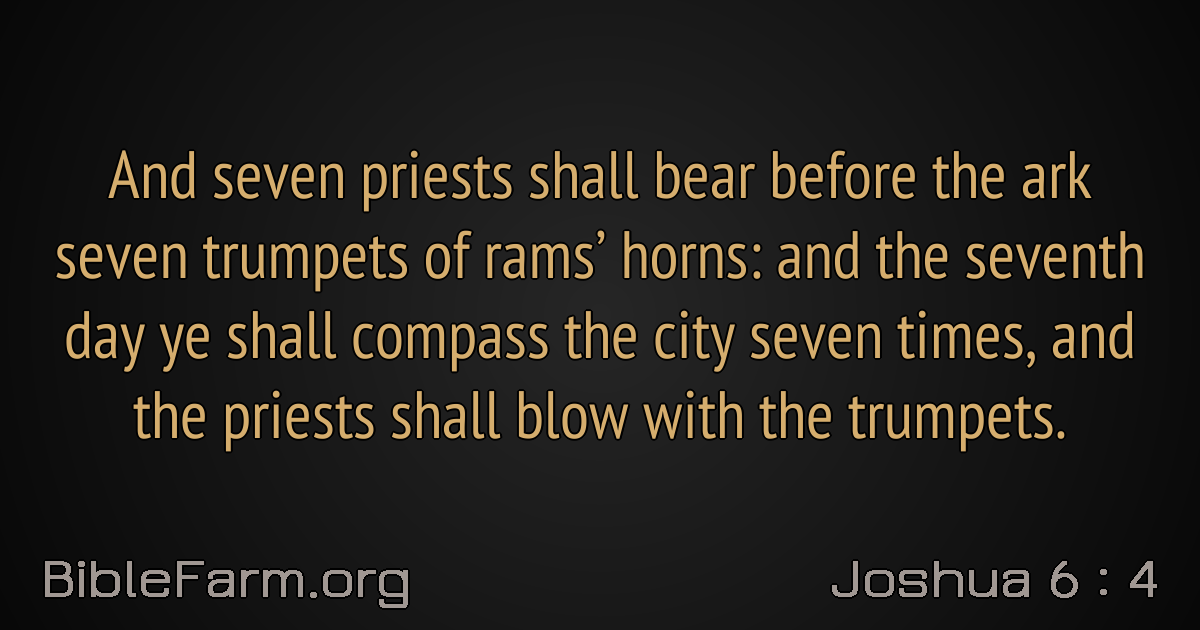 And seven priests shall bear before the ark
seven trumpets of rams’ horns: and the seventh
day ye shall compass the city seven times, and
the priests shall blow with the trumpets.
BibleFarm.org
Joshua 6 : 4